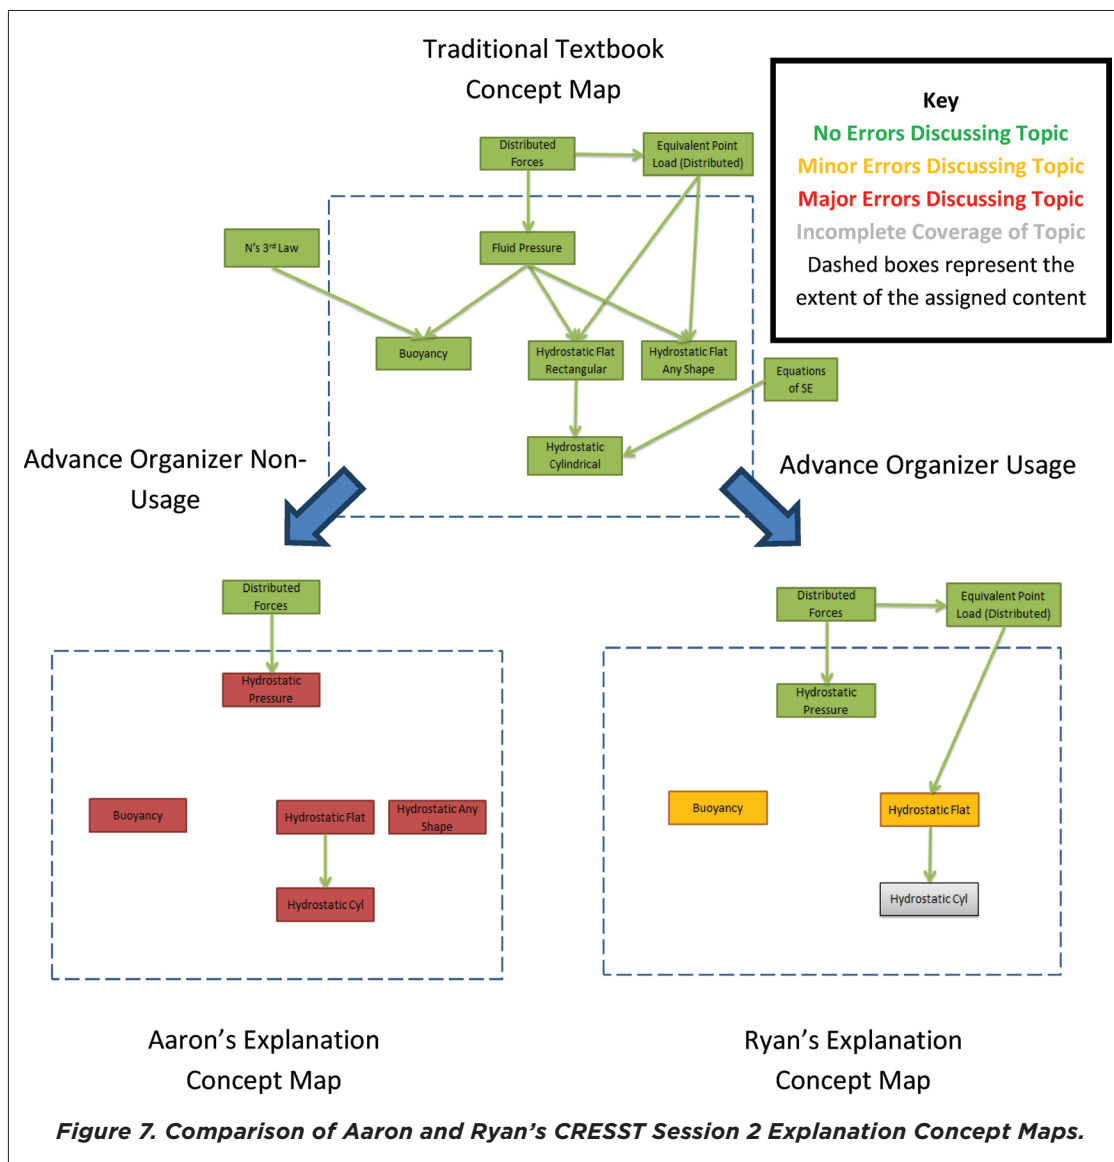 Traditional Textbook
Concept Map
Key
No Errors Discussing Topic
Minor Errors Discussing Topic
Major Errors Discussing Topic
Incomplete Coverage of Topic
Dashed boxes represent the
extent of the assigned content
Distributed
Forces
Equivalent Point
Load (Distributed)
N's 3rd Law
Fluid Pressure
Buoyancy
Hydrostatic Flat
Rectangular
Hydrostatic Flat
Any Shape
Equations
of SE
Hydrostatic
Cylindrical
Advance Organizer Non-
Usage
Advance Organizer Usage
Distributed
Forces
Hydrostatic
Pressure
Buoyancy
Hydrostatic Flat
Hydrostatic Any
Shape
Hydrostatic Cyl
Distributed
Forces
Equivalent Point
Load (Distributed)
Hydrostatic
Pressure
Buoyancy
Hydrostatic Flat
Hydrostatic Cyl
Aaron's Explanation
Concept Map
Ryan's Explanation
Concept Map
Figure 7. Comparison of Aaron and Ryan's CRESST Session 2 Explanation Concept Maps.